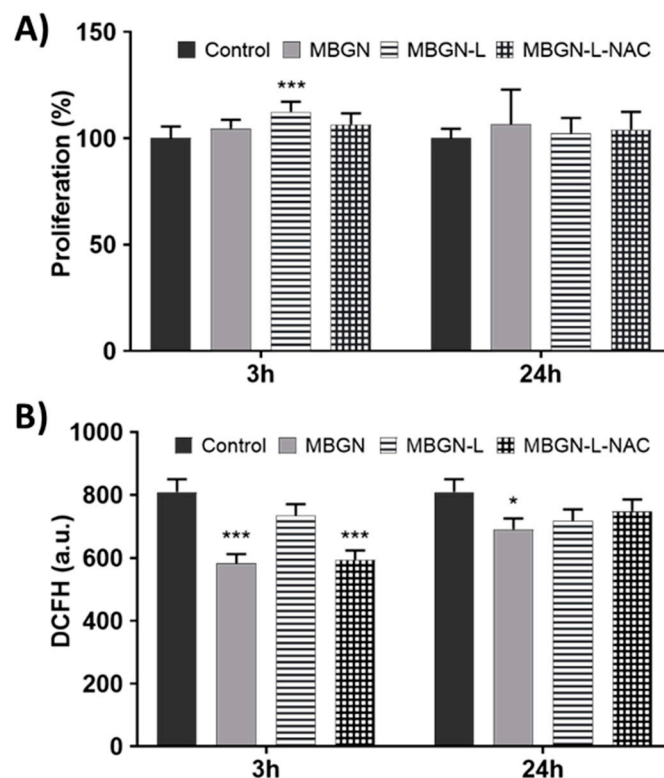 A)
150
Control MBGN MBGN-L MBGN-L-NAC
***
100
Proliferation (%)
50
0
3h 24h
B)
1000
Control MBGN MBGN-L MBGN-L-NAC
800
*** *** *
600
DCFH (a.u.)
400
200
0
3h 24h